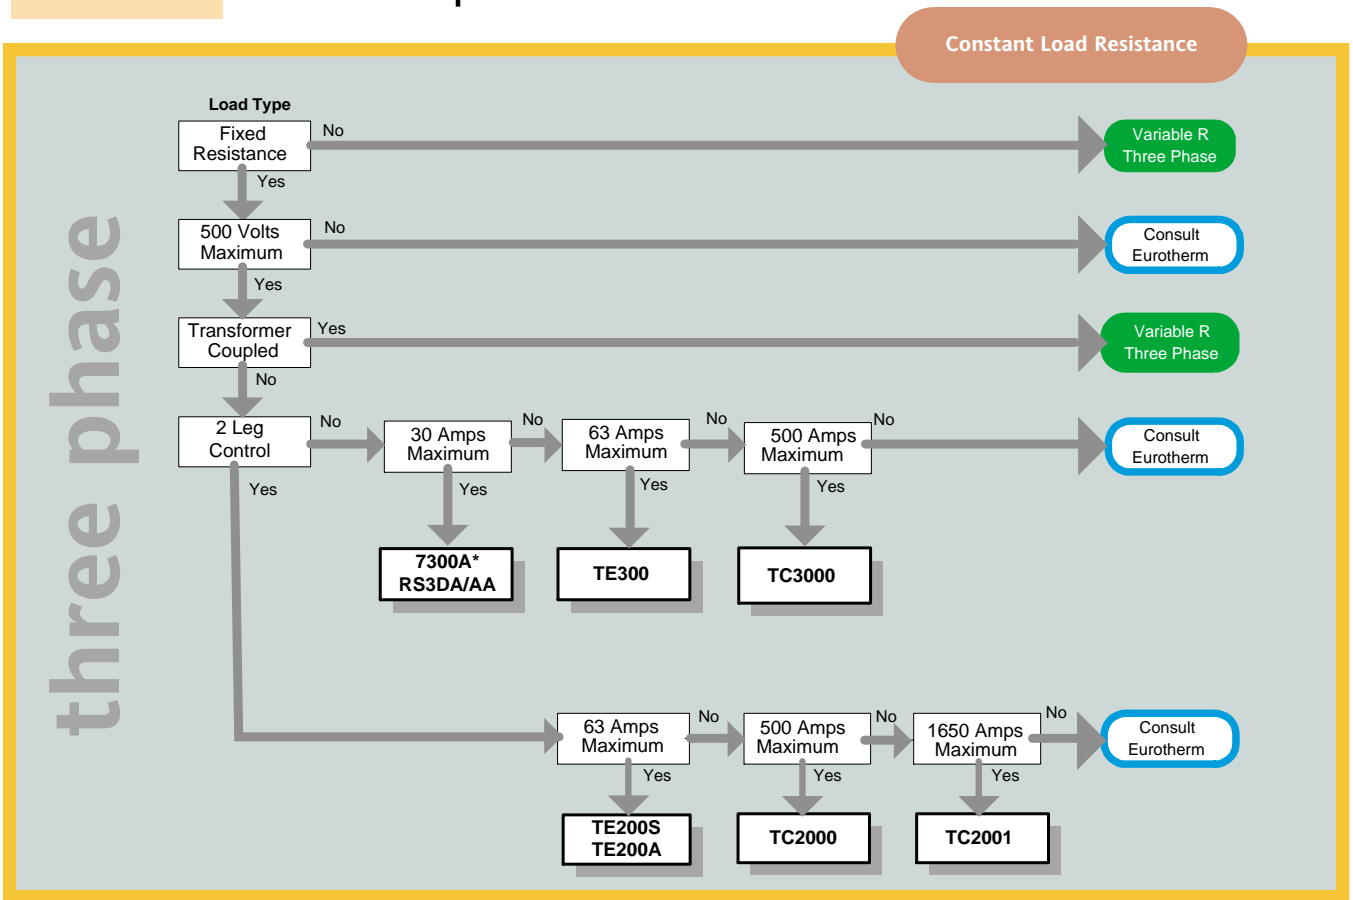 Constant Load Resistance
three phase
Load Type
Fixed
Resistance
No
Variable R
Three Phase
Yes
500 Volts
Maximum
No
Consult
Eurotherm
Yes
Transformer
Coupled
Yes
Variable R
Three Phase
No
2 Leg
Control
No
30 Amps
Maximum
No
63 Amps
Maximum
No
500 Amps
Maximum
No
Consult
Eurotherm
Yes
Yes
Yes
Yes
7300A*
RS3DA/AA
TE300
TC3000
63 Amps
Maximum
No
500 Amps
Maximum
No
1650 Amps
Maximum
No
Consult
Eurotherm
Yes
Yes
Yes
TE200S
TE200A
TC2000
TC2001